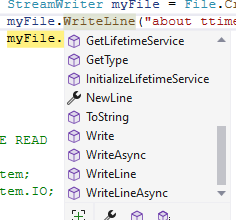 StreamWriter myFile = File.Cr
myFile.WriteLine("about ttime
myFile.
GetLifetimeService
GetType
InitializeLifetimeService
NewLine
ToString
Write
E READ
WriteAsync
tem;
WriteLine
tem.IO;
WriteLineAsync